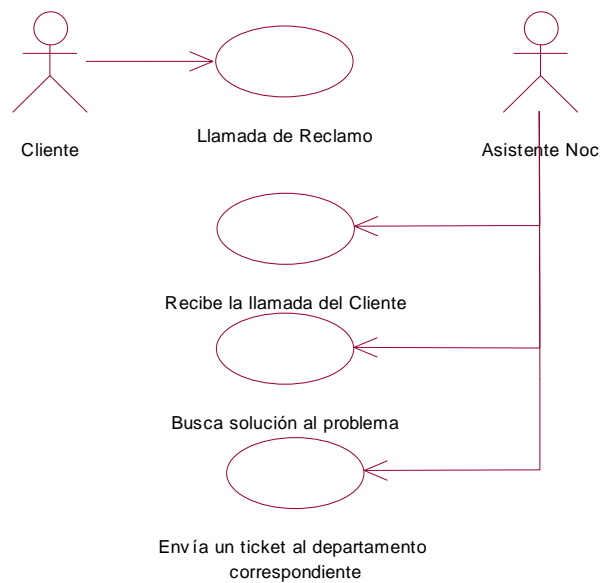 Cliente
Llamada de Reclamo
Asistente Noc
Recibe la llamada del Cliente
Busca solución al problema
Envía un ticket al departamento
correspondiente